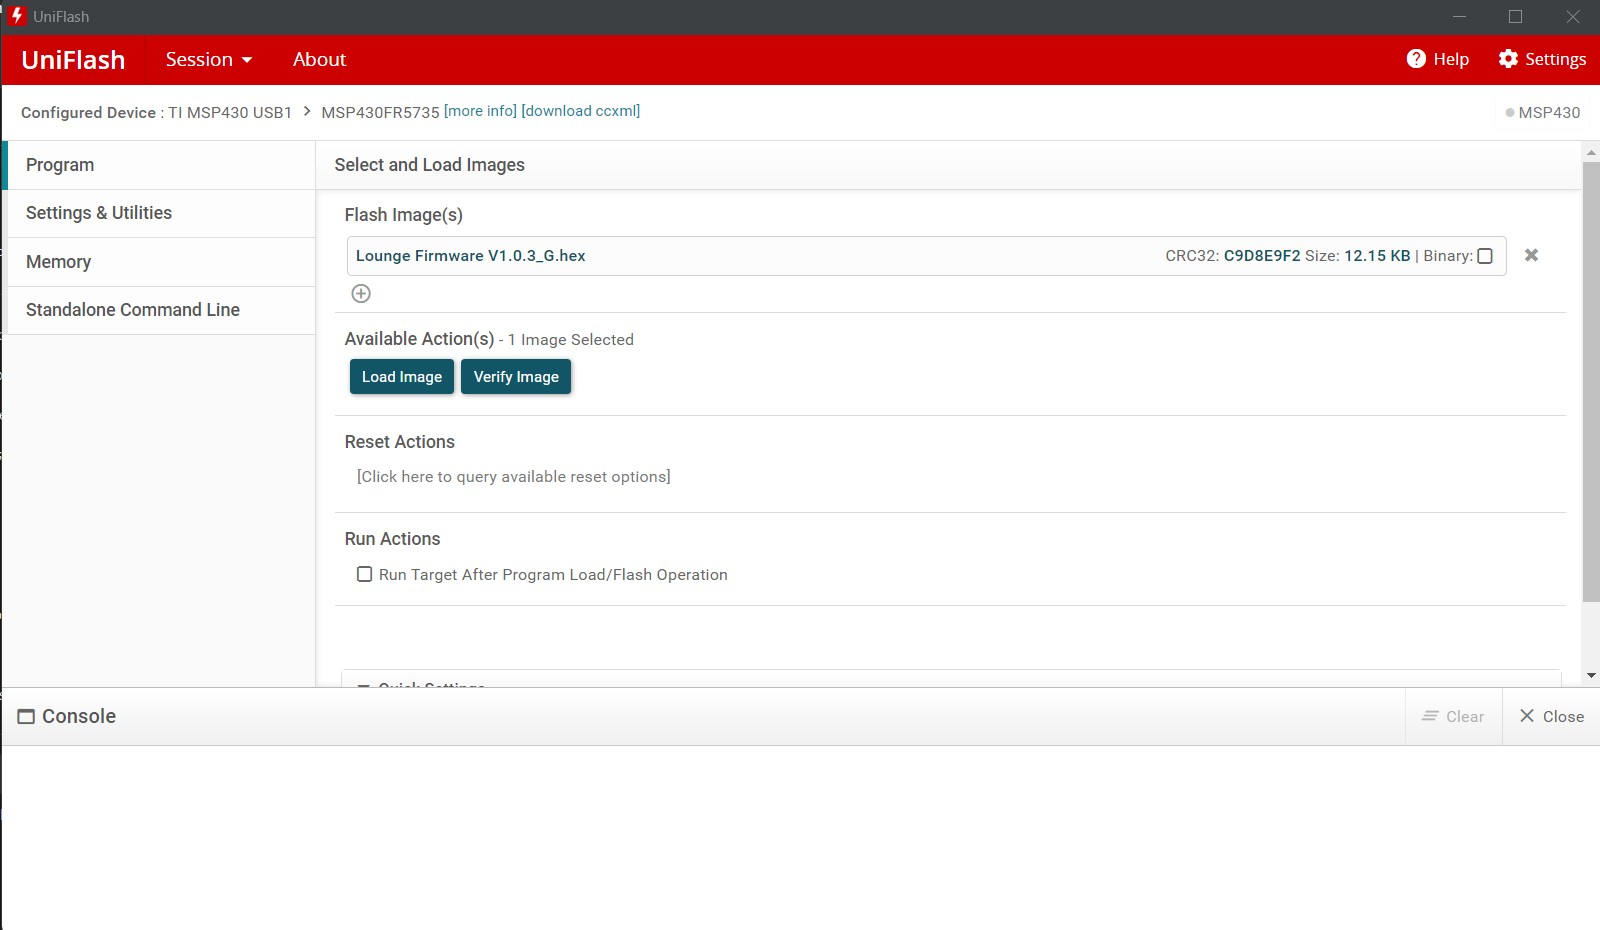 UniFlash
UniFlash Session About Help Settings
Configured Device : TI MSP430 USB1 > MSP430FR5735 [more info] [download ccxml] MSP430
Program
Settings & Utilities
Memory
Standalone Command Line
Select and Load Images
Flash Image(s)
Lounge Firmware V1.0.3_G.hex CRC32: C9D8E9F2 Size: 12.15 KB | Binary:
Available Action(s) - 1 Image Selected
Load Image Verify Image
Reset Actions
[Click here to query available reset options]
Run Actions
Run Target After Program Load/Flash Operation
Quick Settings
Console Clear Close